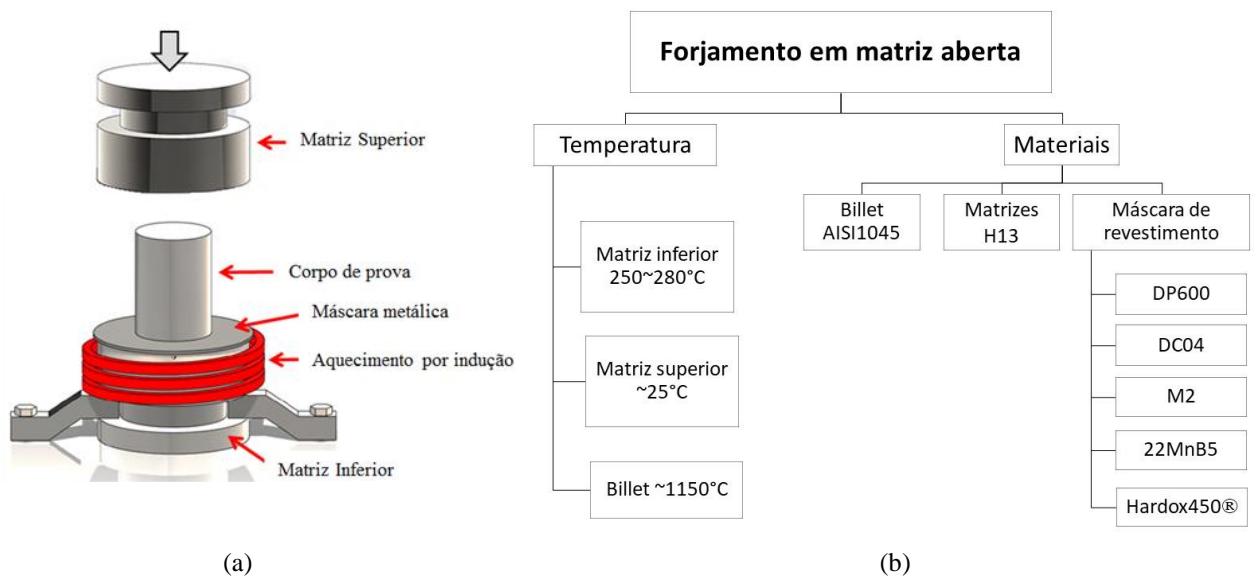 Matriz Superior
Corpo de prova
Máscara metálica
Aquecimento por indução
Matriz Inferior
(a)
Forjamento em matriz aberta
Temperatura
Matriz inferior
250~280°C
Matriz superior
~25°C
Billet ~1150°C
Materiais
Billet
AISI1045
Matrizes
H13
Máscara de
revestimento
DP600
DC04
M2
22MnB5
Hardox450®
(b)